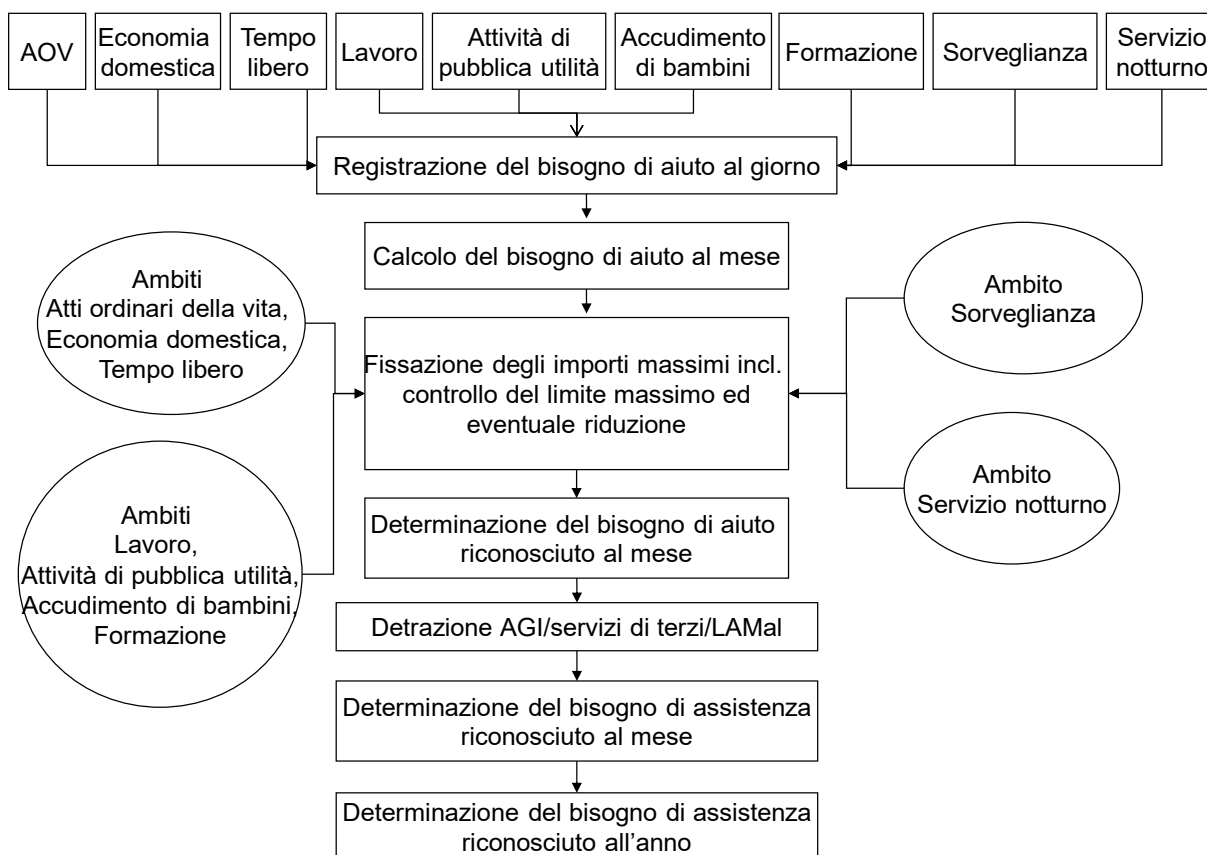 AOV
Economia
domestica
Tempo
libero
Lavoro
Attività di
pubblica utilità
Accudimento
di bambini
Formazione
Sorveglianza
Servizio
notturno
Registrazione del bisogno di aiuto al giorno
Calcolo del bisogno di aiuto al mese
Ambiti
Atti ordinari della vita,
Economia domestica,
Tempo libero
Ambito
Sorveglianza
Fissazione degli importi massimi incl.
controllo del limite massimo ed
eventuale riduzione
Ambiti
Lavoro,
Attività di pubblica utilità,
Accudimento di bambini,
Formazione
Ambito
Servizio notturno
Determinazione del bisogno di aiuto
riconosciuto al mese
Detrazione AGI/servizi di terzi/LAMal
Determinazione del bisogno di assistenza
riconosciuto al mese
Determinazione del bisogno di assistenza
riconosciuto all’anno